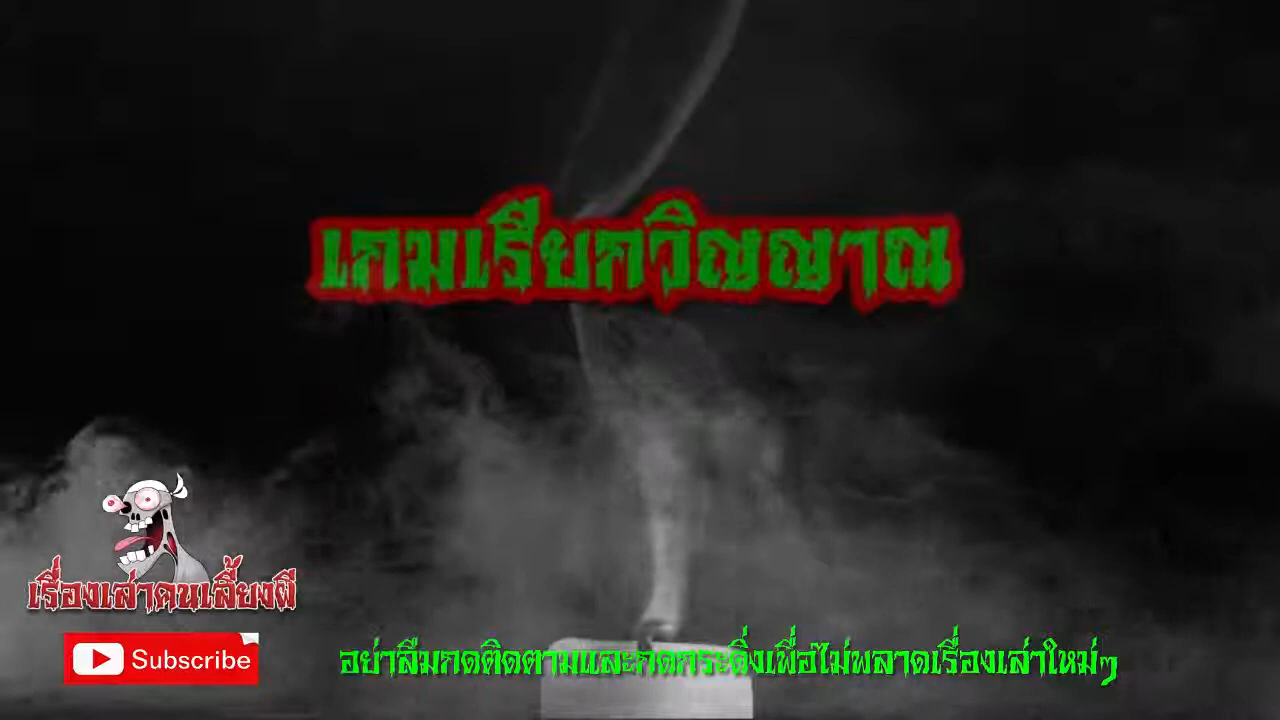 เกมเรียกวิญญาณ
เรื่องเล่าคนเลี้ยงผี
Subscribe
อย่าลืมกดติดตามและกดกระดิ่งเพื่อไม่พลาดเรื่องเล่าใหม่ๆ